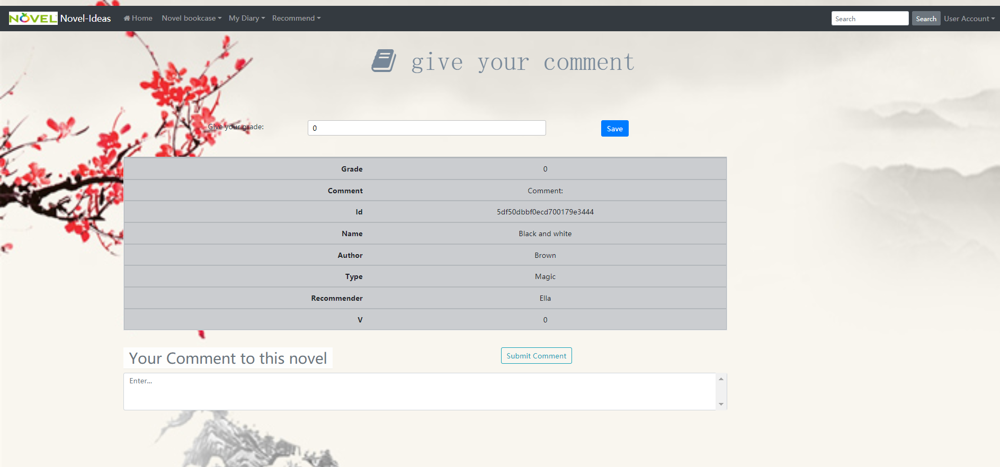 NOVEL Novel-Ideas Home Novel bookcase My Diary Recommend Search Search User Account
give your comment
Give your grade: 0 Save
Grade 0
Comment Comment:
Id 5df50dbbf0ecd700179e3444
Name Black and white
Author Brown
Type Magic
Recommender Ella
V 0
Your Comment to this novel Submit Comment
Enter...